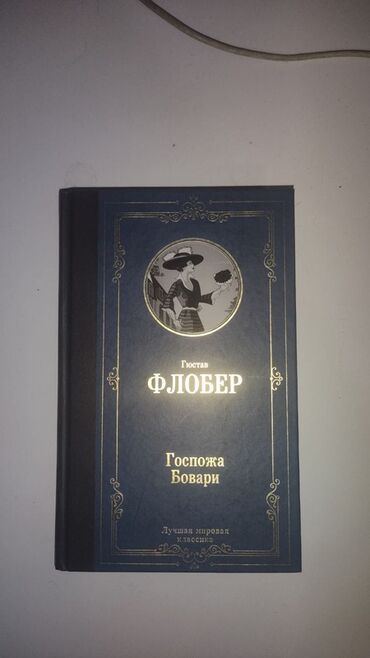 Гюстав
ФЛОБЕР
Госпожа
Бовари
Лучшая мировая
классика